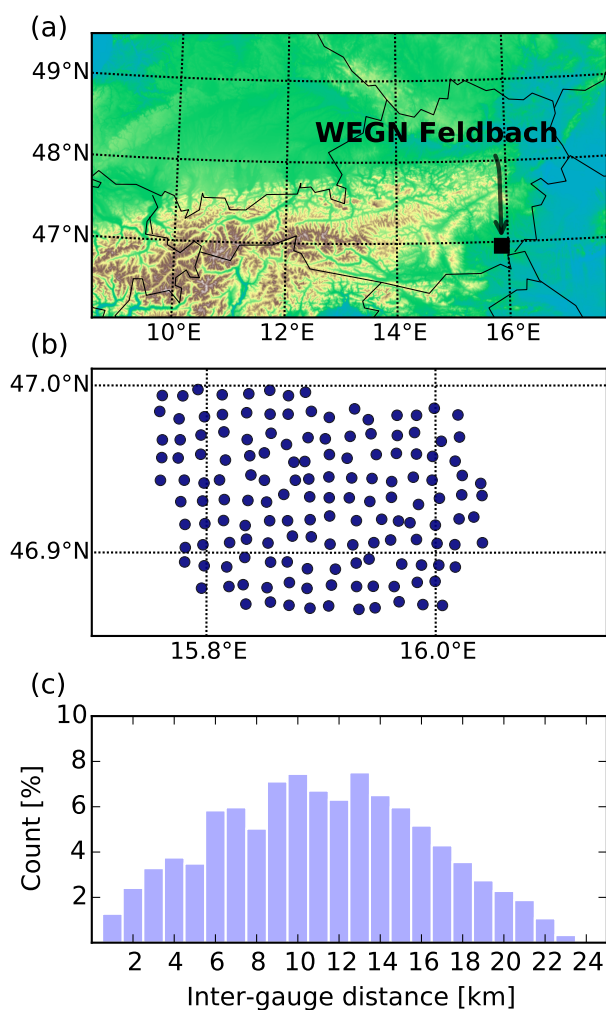 (a)
49°N
WEGN Feldbach
48°N
47°N
10°E 12°E 14°E 16°E
(b)
47.0°N
46.9°N
15.8°E 16.0°E
(c)
10
8
6
4
2
Count [%]
2 4 6 8 10 12 14 16 18 20 22 24
Inter-gauge distance [km]